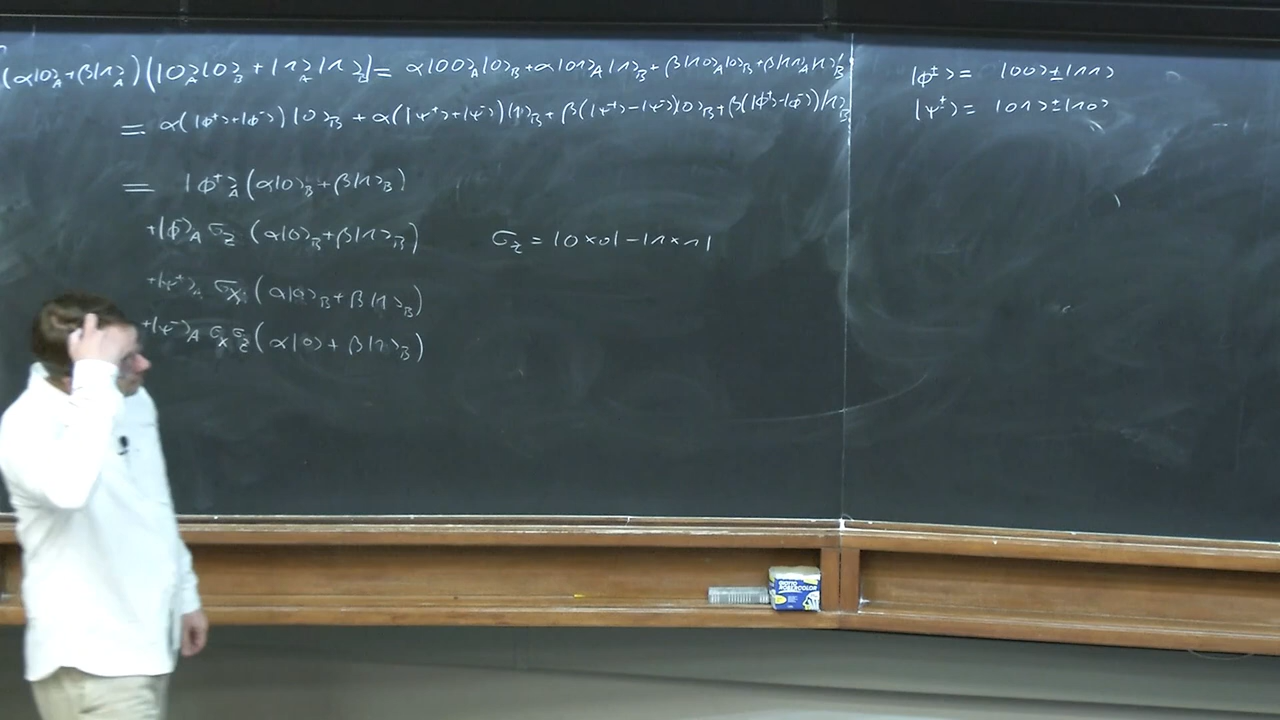 (α|0⟩_A+β|1⟩_A)(|0⟩_A|0⟩_B + |1⟩_A|1⟩_B) = α|00⟩_A|0⟩_B+α|01⟩_A|1⟩_B+β|10⟩_A|0⟩_B+β|11⟩_A|1⟩_B
= α(|ϕ⁺⟩+|ϕ⁻⟩)|0⟩_B + α(|ψ⁺⟩+|ψ⁻⟩)|1⟩_B+β(|ψ⁺⟩-|ψ⁻⟩)|0⟩_B+β(|ϕ⁺⟩-|ϕ⁻⟩)|1⟩_B
= |ϕ⁺⟩_A(α|0⟩_B+β|1⟩_B)
+|ϕ⁻⟩_A σ_z (α|0⟩_B+β|1⟩_B) σ_z = |0×0|-|1×1|
+|ψ⁺⟩_A σ_x (α|0⟩_B+β|1⟩_B)
+|ψ⁻⟩_A σ_x σ_z (α|0⟩+β|1⟩_B)
|ϕ^±⟩= |00⟩±|11⟩
|ψ^±⟩= |01⟩±|10⟩